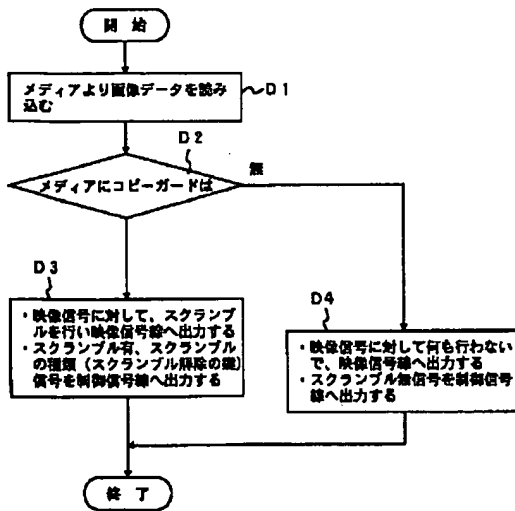 開始
メディアより画像データを読み
込む
D1
D2
メディアにコピーガードは
無
D3
・映像信号に対して、スクランブ
ルを行い映像信号線へ出力する
・スクランブル有、スクランブル
の種類(スクランブル解除の鍵)
信号を制御信号線へ出力する
D4
・映像信号に対して何も行わない
で、映像信号線へ出力する
・スクランブル無信号を制御信号
線へ出力する
終了